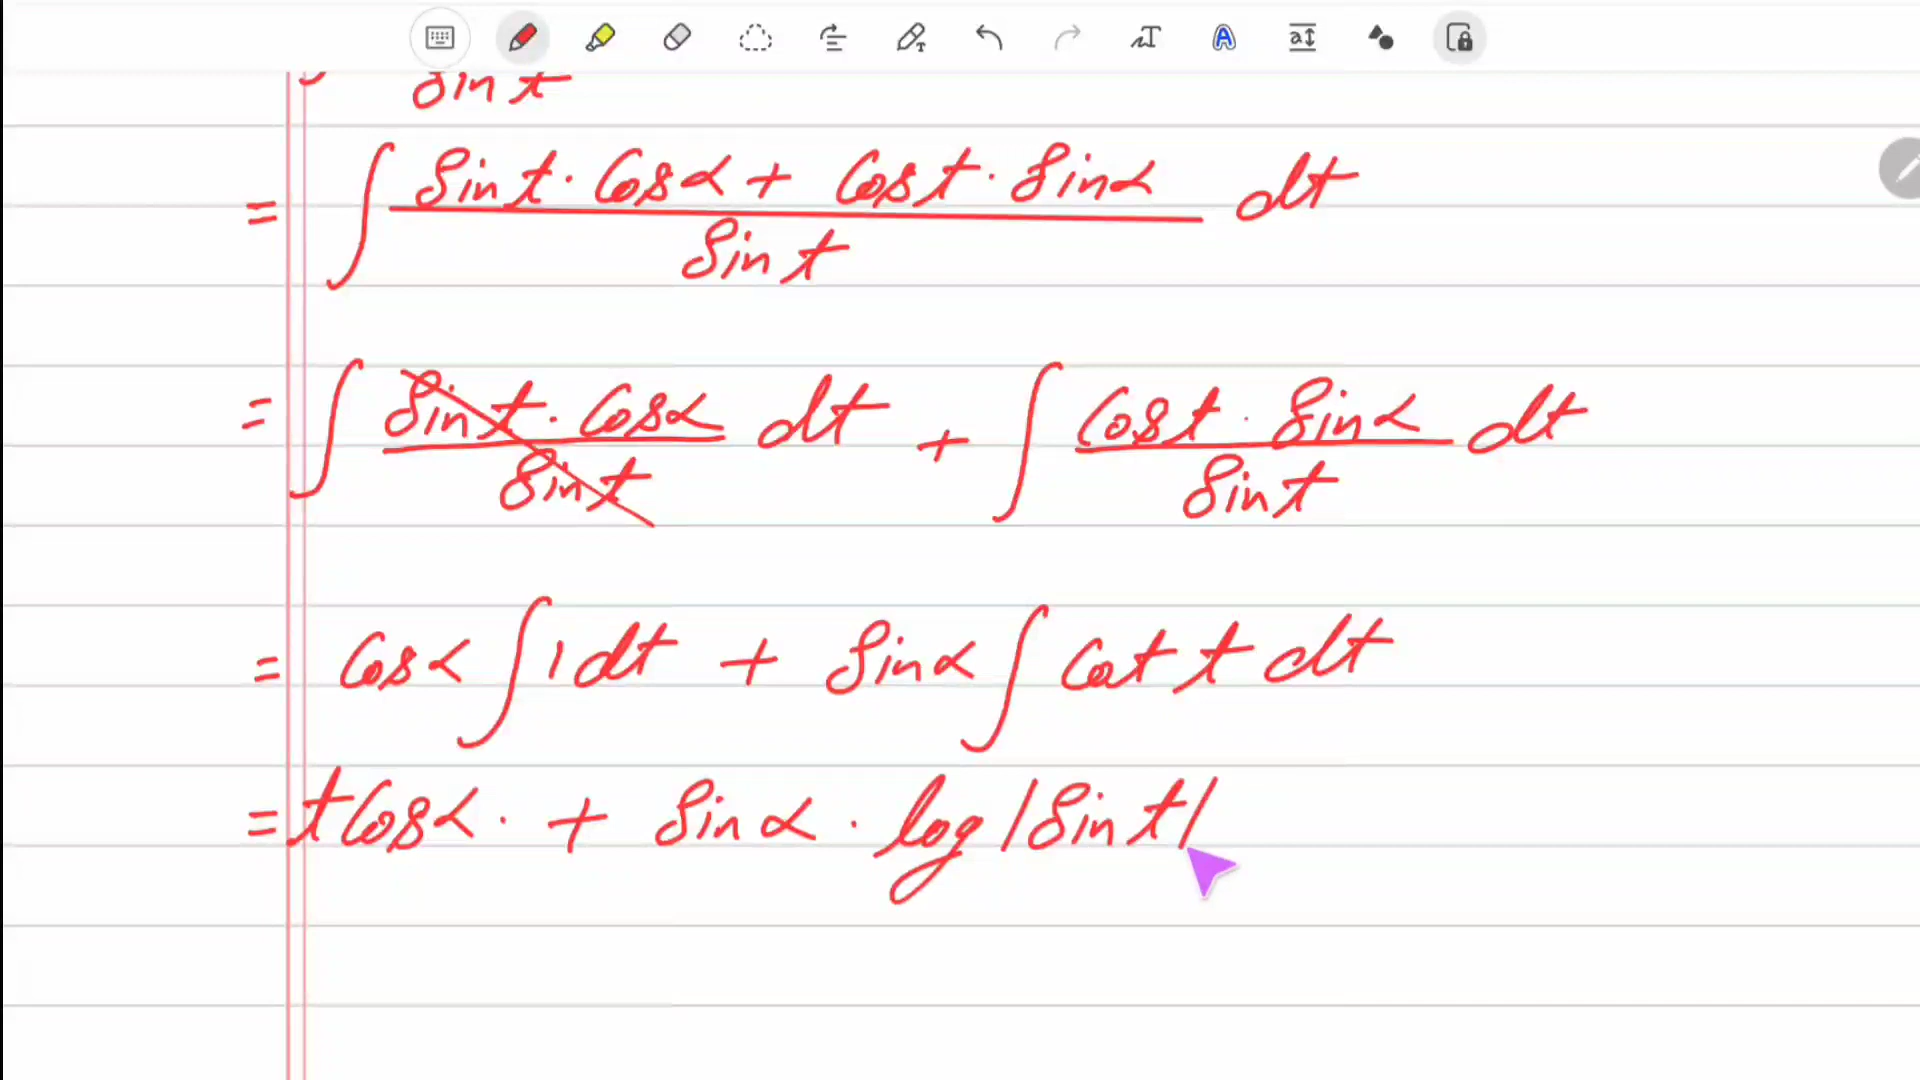 Sin t
= ∫ (Sin t · Cos α + Cos t · Sin α) / Sin t dt
= ∫ (Sin t · Cos α) / Sin t dt + ∫ (Cos t · Sin α) / Sin t dt
= Cos α ∫ 1 dt + Sin α ∫ Cot t dt
= t Cos α · + Sin α · log |Sin t|